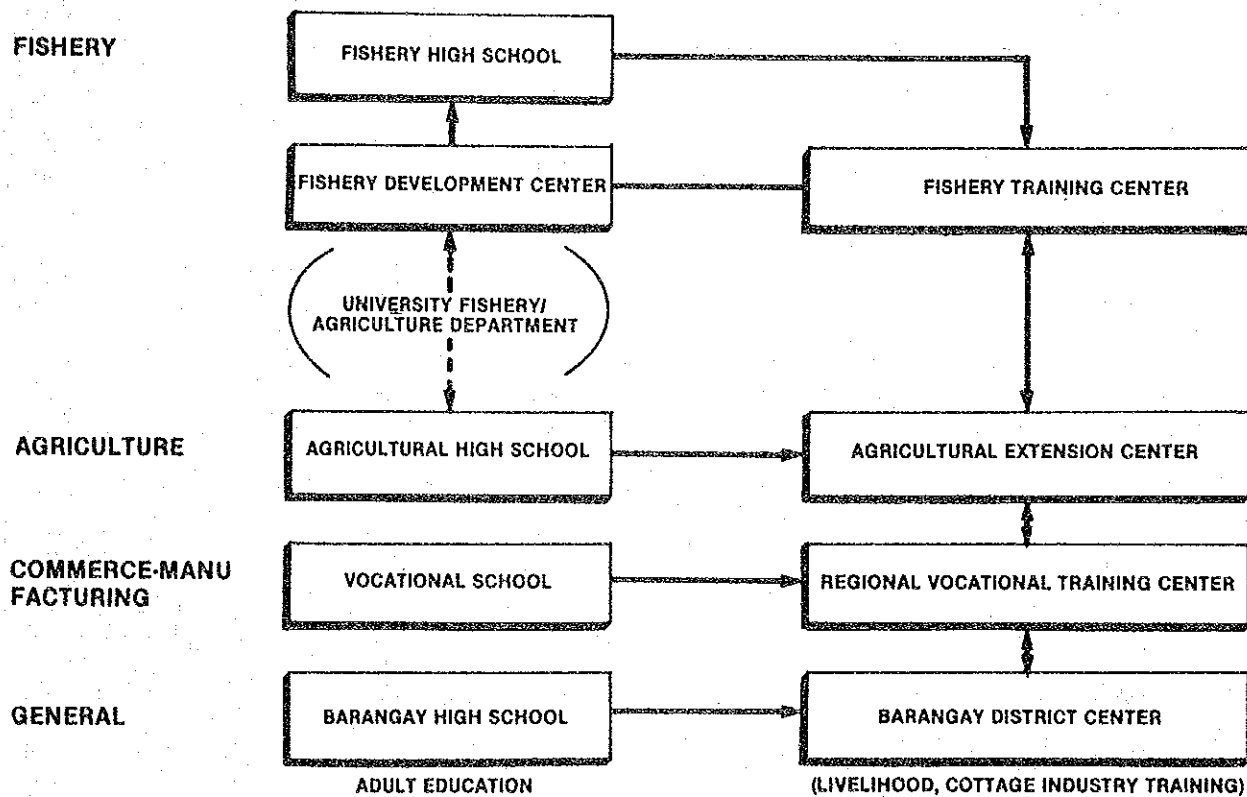 FISHERY
FISHERY HIGH SCHOOL
FISHERY DEVELOPMENT CENTER
FISHERY TRAINING CENTER
UNIVERSITY FISHERY/
AGRICULTURE DEPARTMENT
AGRICULTURE
AGRICULTURAL HIGH SCHOOL
AGRICULTURAL EXTENSION CENTER
COMMERCE-MANU
FACTURING
VOCATIONAL SCHOOL
REGIONAL VOCATIONAL TRAINING CENTER
GENERAL
BARANGAY HIGH SCHOOL
BARANGAY DISTRICT CENTER
ADULT EDUCATION
(LIVELIHOOD, COTTAGE INDUSTRY TRAINING)